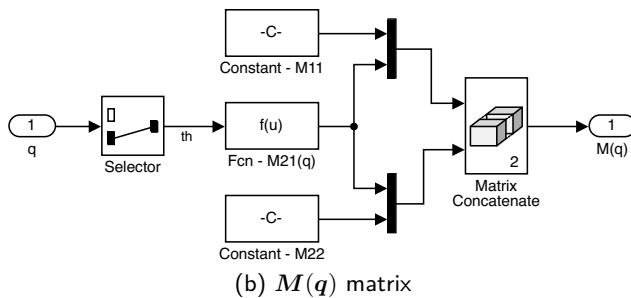 -C-
Constant - M11
1
q
Selector
th
f(u)
Fcn - M21(q)
2
Matrix
Concatenate
1
M(q)
-C-
Constant - M22
(b) M(q) matrix